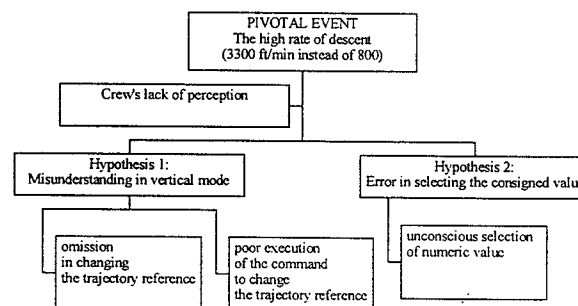 PIVOTAL EVENT
The high rate of descent
(3300 ft/min instead of 800)
Crew's lack of perception
Hypothesis 1:
Misunderstanding in vertical mode
Hypothesis 2:
Error in selecting the consigned value
omission
in changing
the trajectory reference
poor execution
of the command
to change
the trajectory reference
unconscious selection
of numeric value